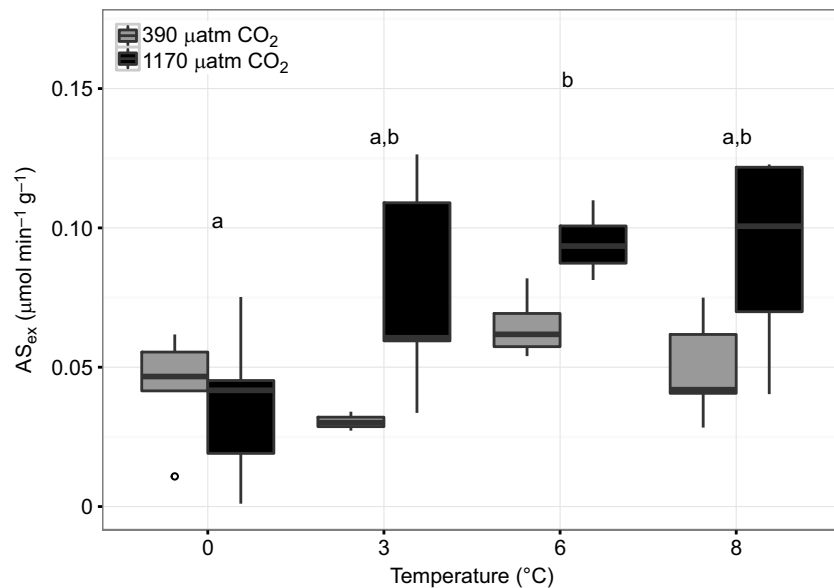 390 µatm CO₂
1170 µatm CO₂
b
0.15
a,b
a,b
a
0.10
0.05
0
ASₑₓ (µmol min⁻¹ g⁻¹)
0 3 6 8
Temperature (°C)